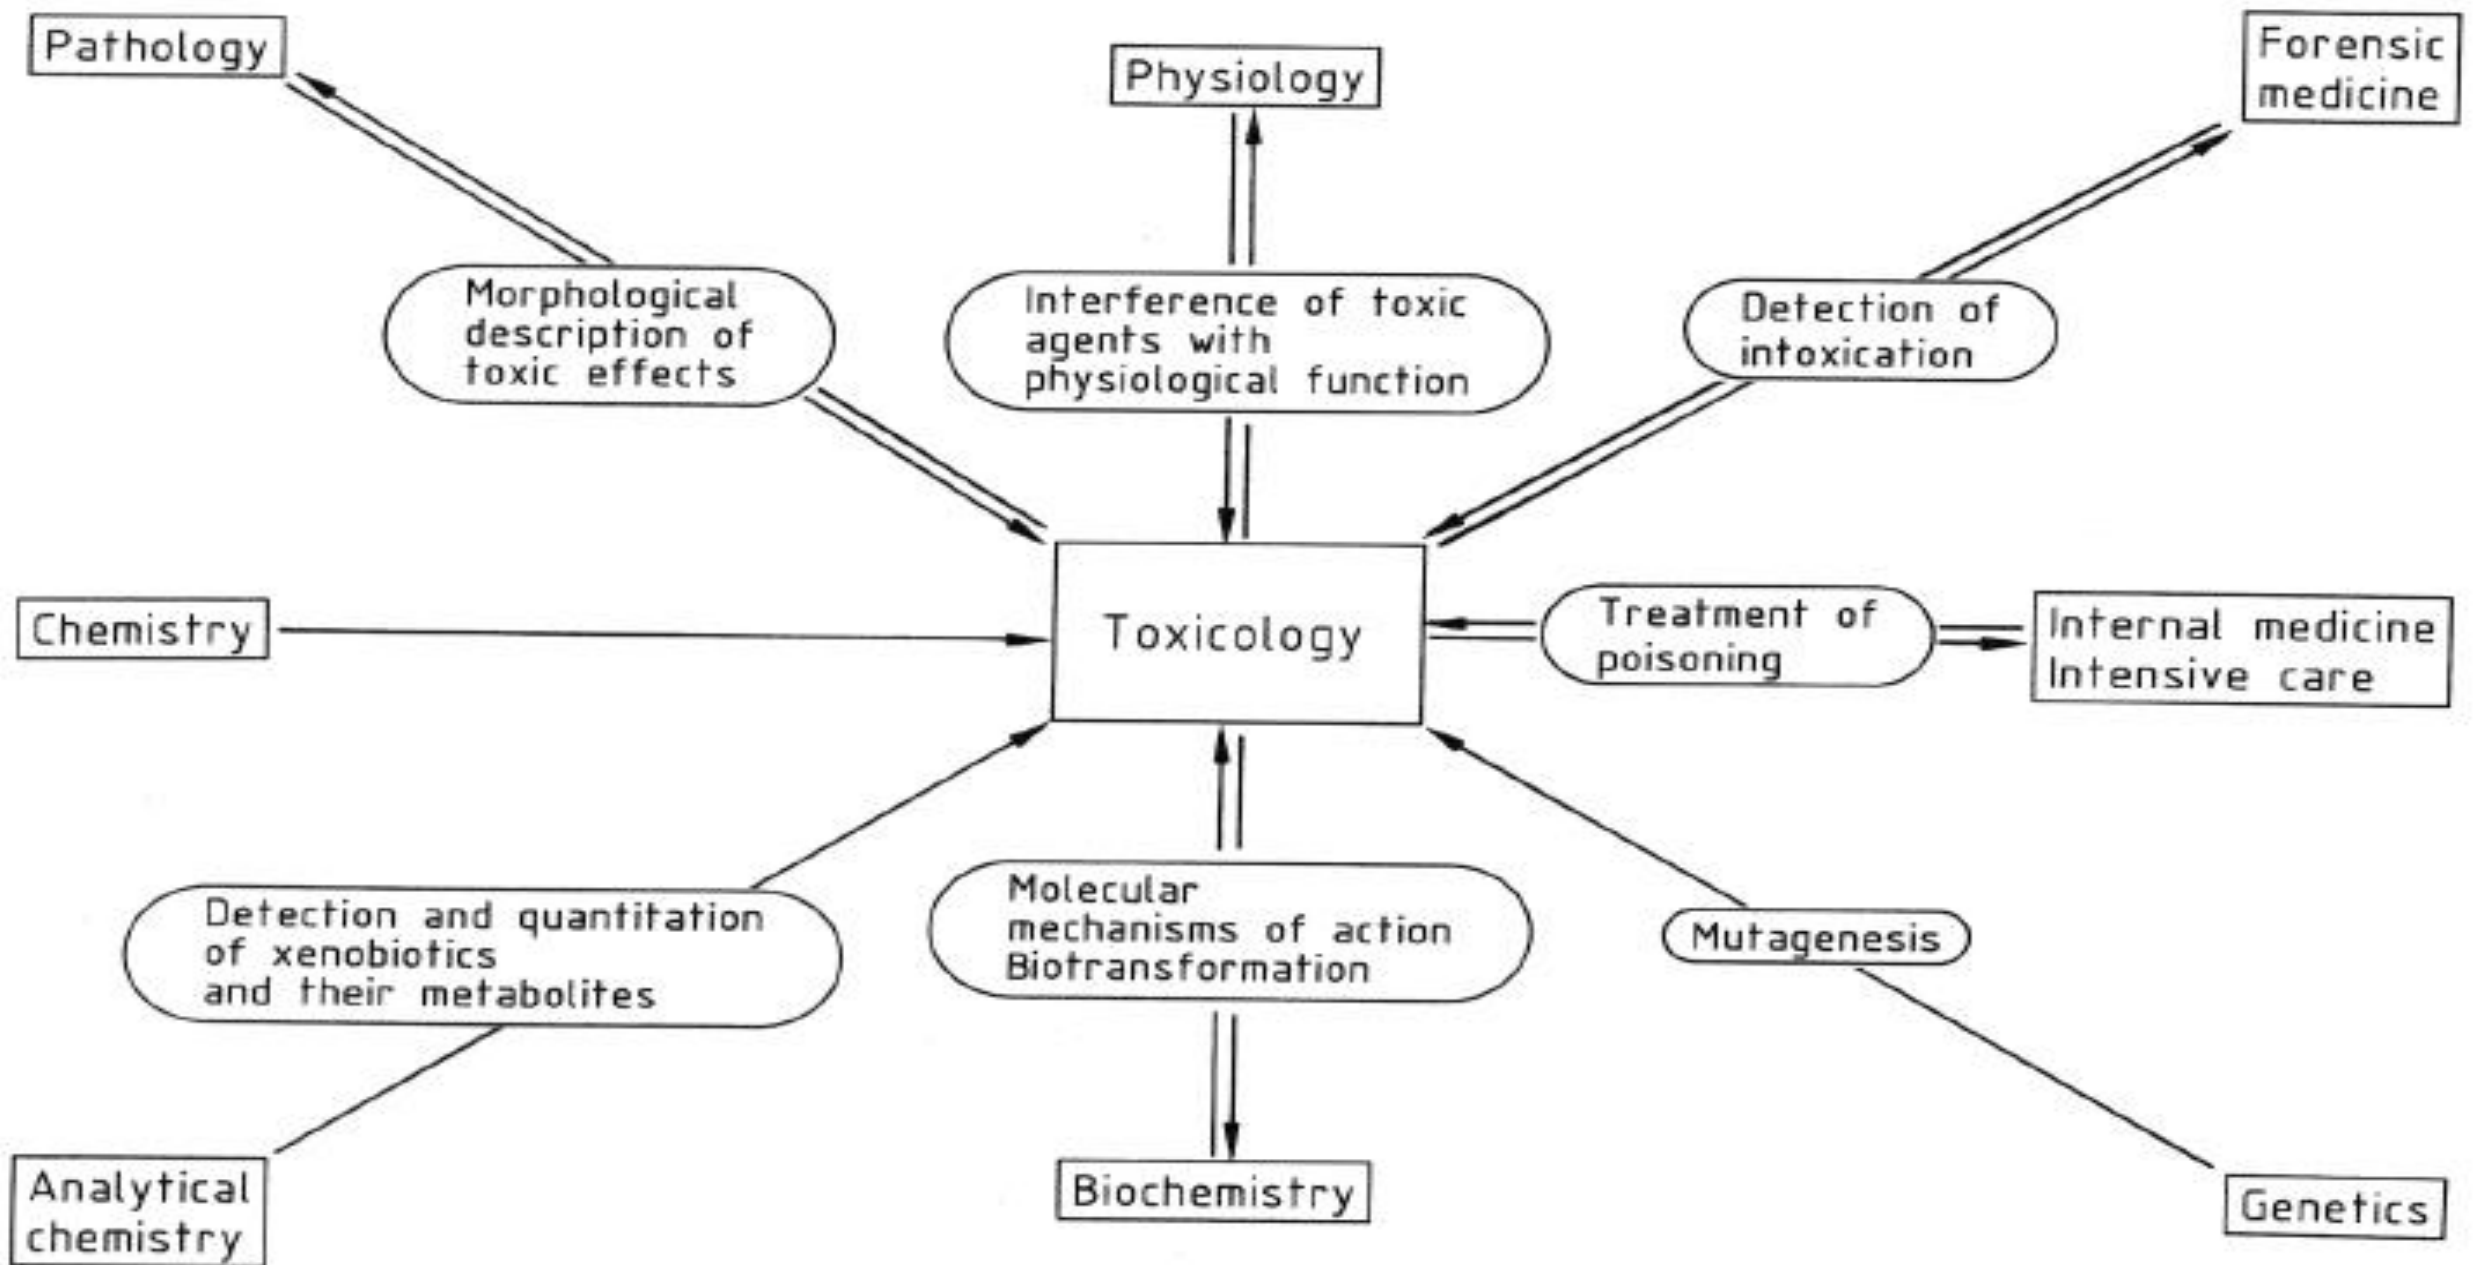 Pathology
Physiology
Forensic
medicine
Morphological
description of
toxic effects
Interference of toxic
agents with
physiological function
Detection of
intoxication
Chemistry
Toxicology
Treatment of
poisoning
Internal medicine
Intensive care
Detection and quantitation
of xenobiotics
and their metabolites
Molecular
mechanisms of action
Biotransformation
Mutagenesis
Analytical
chemistry
Biochemistry
Genetics